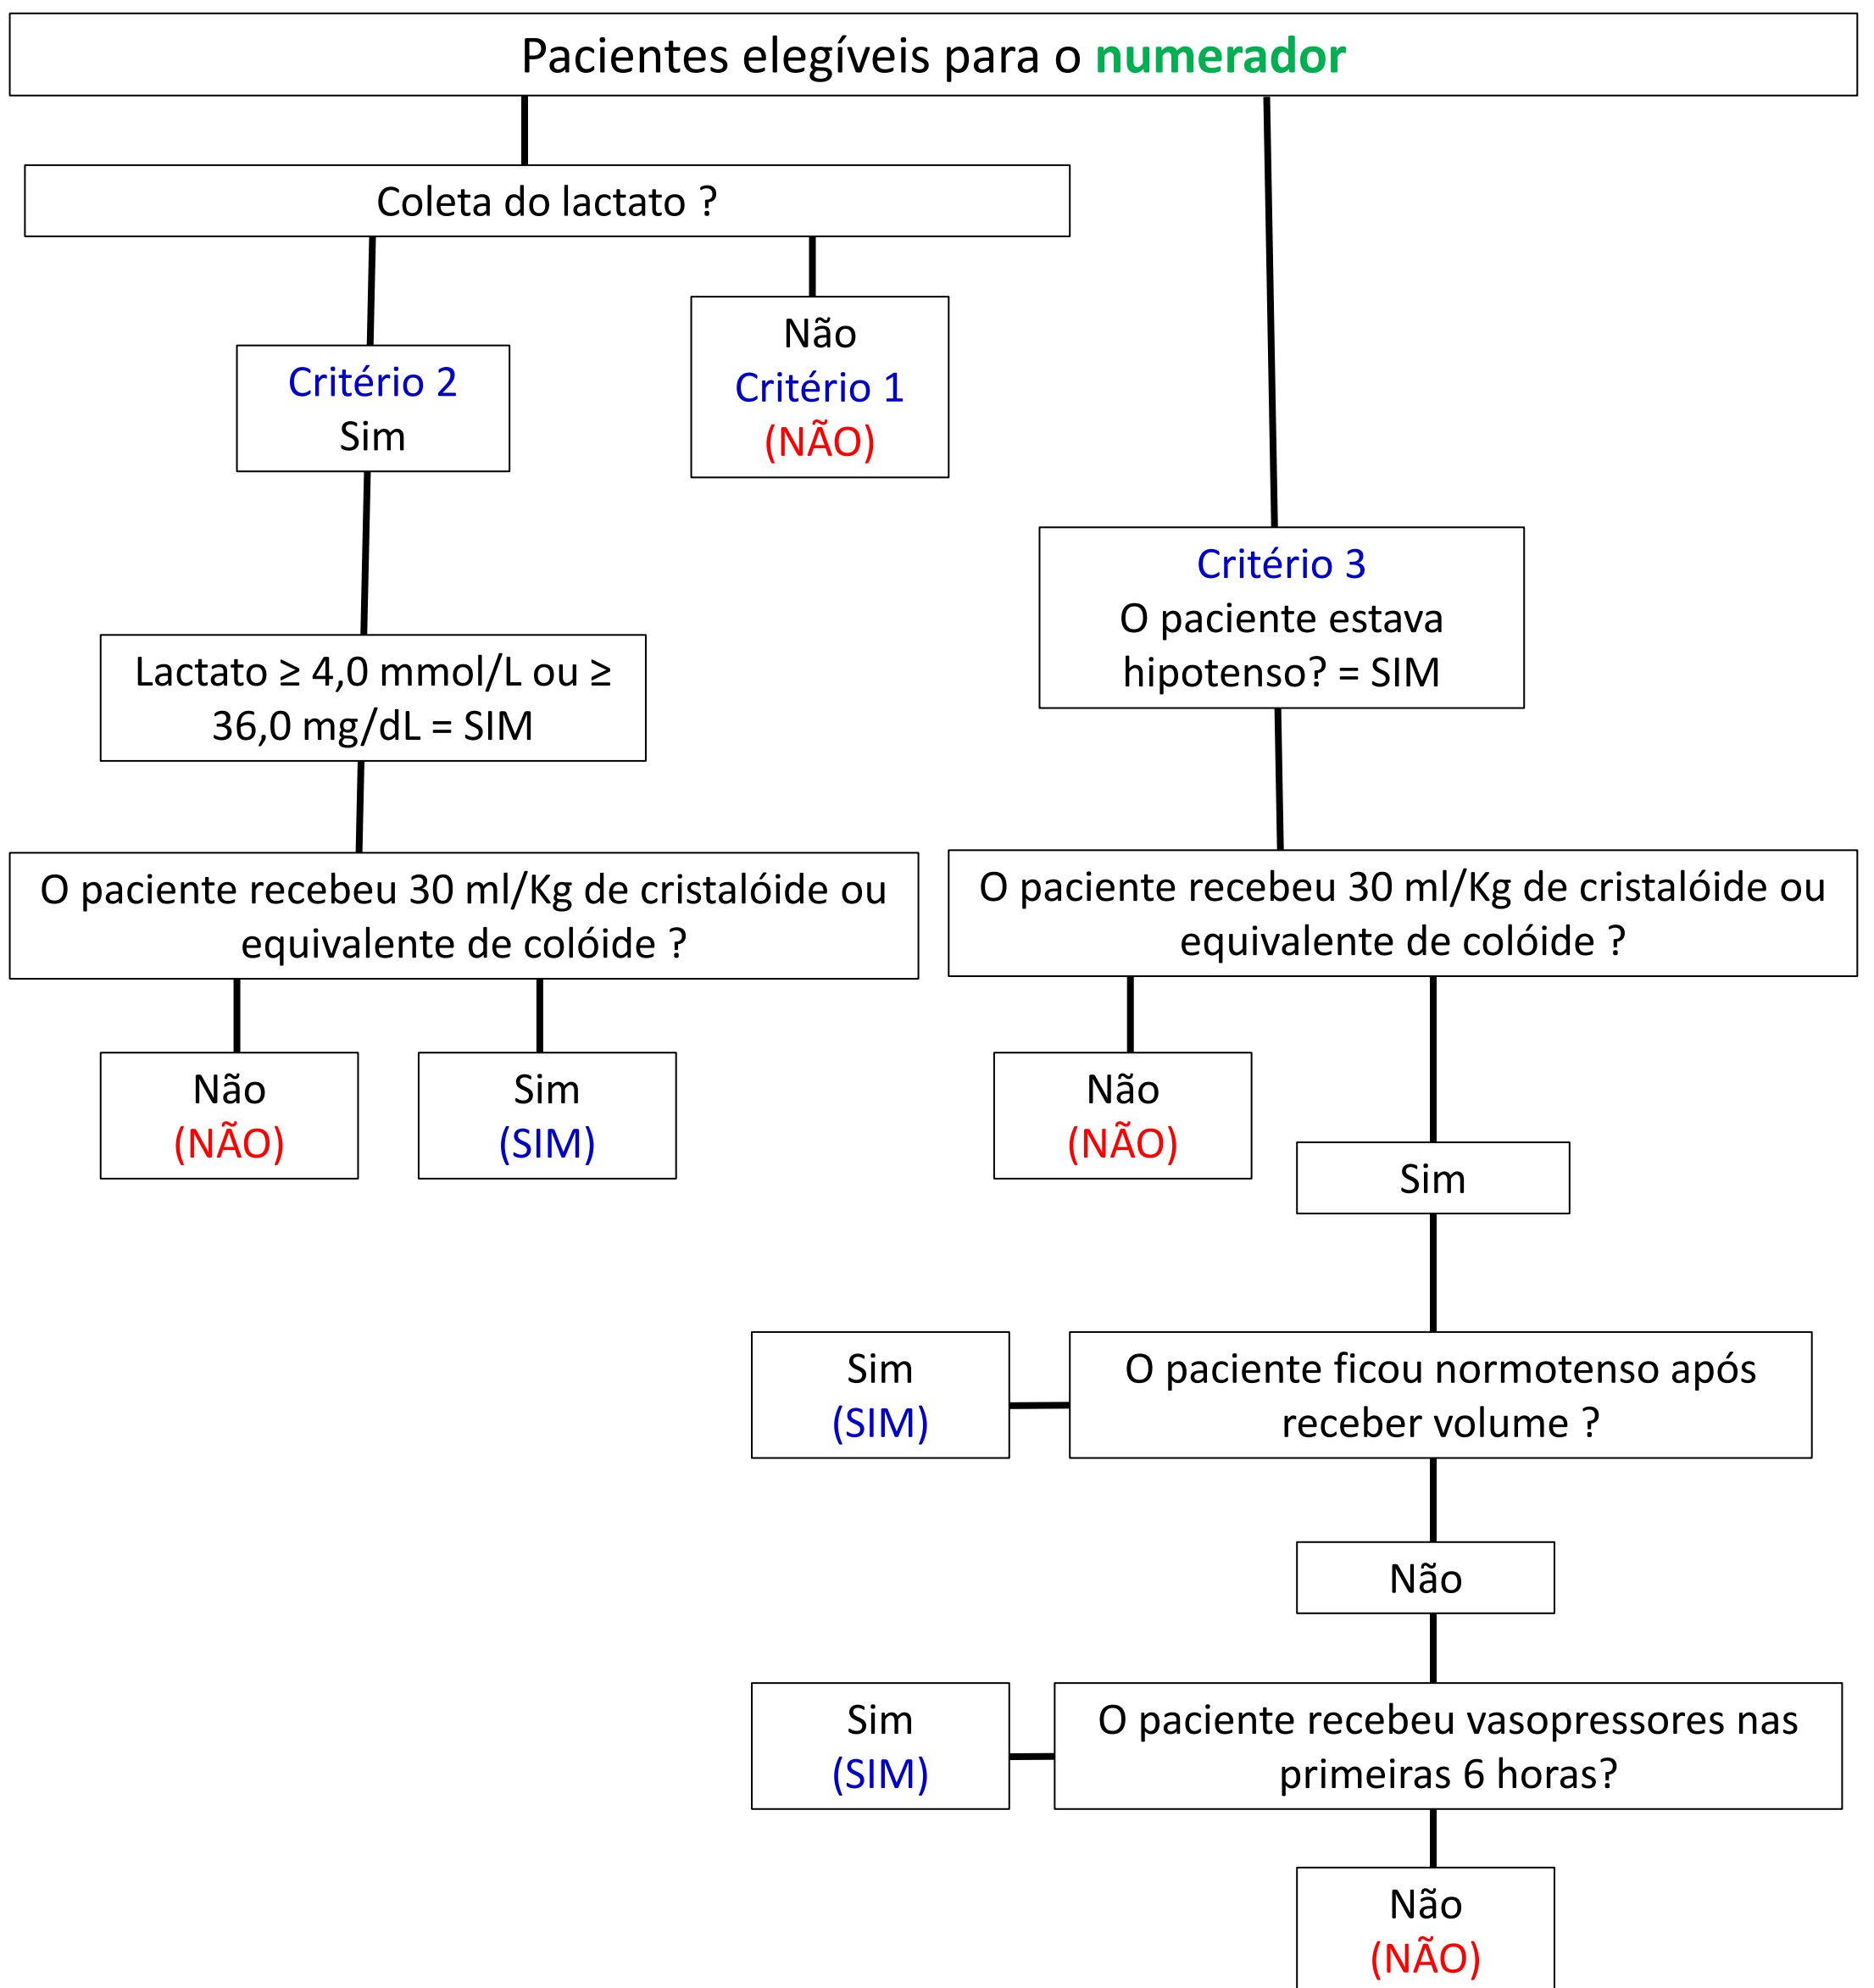 Pacientes elegíveis para o numerador
Coleta do lactato ?
Não
Critério 1
(NÃO)
Critério 2
Sim
Critério 3
O paciente estava
hipotenso? = SIM
Lactato ≥ 4,0 mmol/L ou ≥
36,0 mg/dL = SIM
O paciente recebeu 30 ml/Kg de cristalóide ou
equivalente de colóide ?
O paciente recebeu 30 ml/Kg de cristalóide ou
equivalente de colóide ?
Não
(NÃO)
Sim
(SIM)
Não
(NÃO)
Sim
Sim
(SIM)
O paciente ficou normotenso após
receber volume ?
Não
Sim
(SIM)
O paciente recebeu vasopressores nas
primeiras 6 horas?
Não
(NÃO)